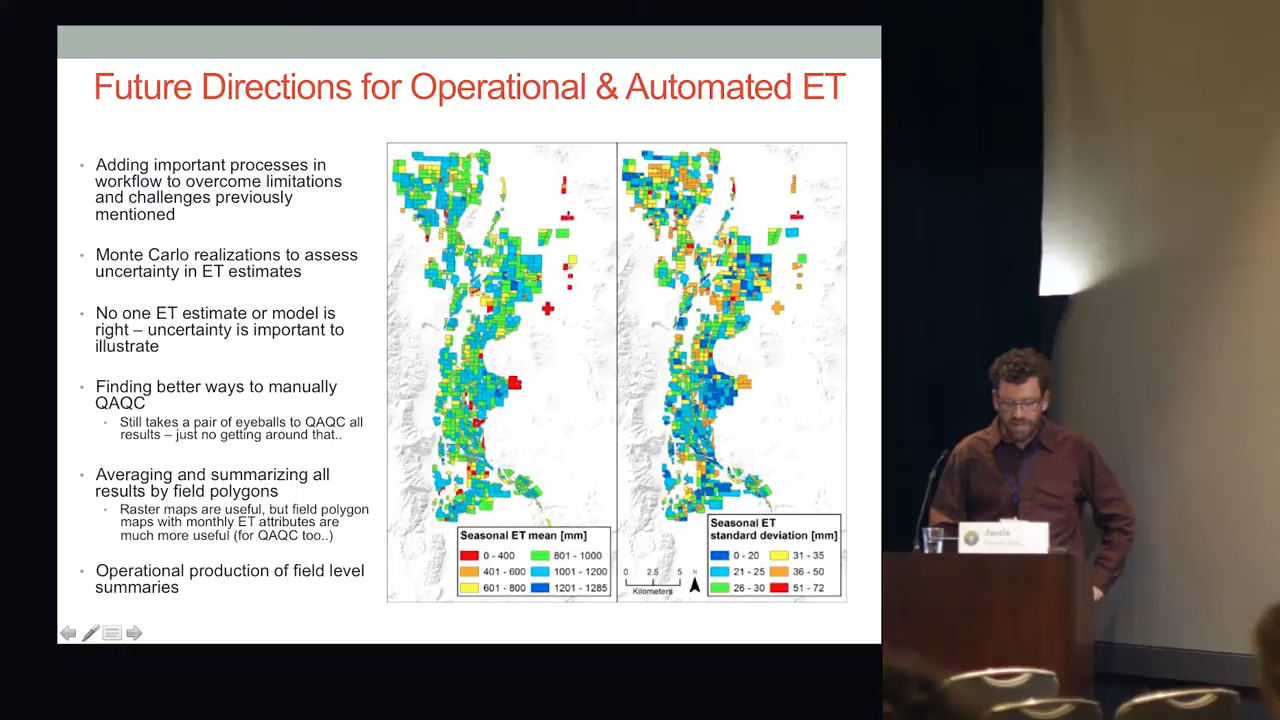 Future Directions for Operational & Automated ET
Adding important processes in
workflow to overcome limitations
and challenges previously
mentioned
Monte Carlo realizations to assess
uncertainty in ET estimates
No one ET estimate or model is
right – uncertainty is important to
illustrate
Finding better ways to manually
QAQC
Still takes a pair of eyeballs to QAQC all
results – just no getting around that..
Averaging and summarizing all
results by field polygons
Raster maps are useful, but field polygon
maps with monthly ET attributes are
much more useful (for QAQC too..)
Operational production of field level
summaries
Seasonal ET mean [mm]
0 - 400
801 - 1000
401 - 600
1001 - 1200
601 - 800
1201 - 1285
0 2.5 5
Kilometers
N
Seasonal ET
standard deviation [mm]
0 - 20
31 - 35
21 - 25
36 - 50
26 - 30
51 - 72
Justin